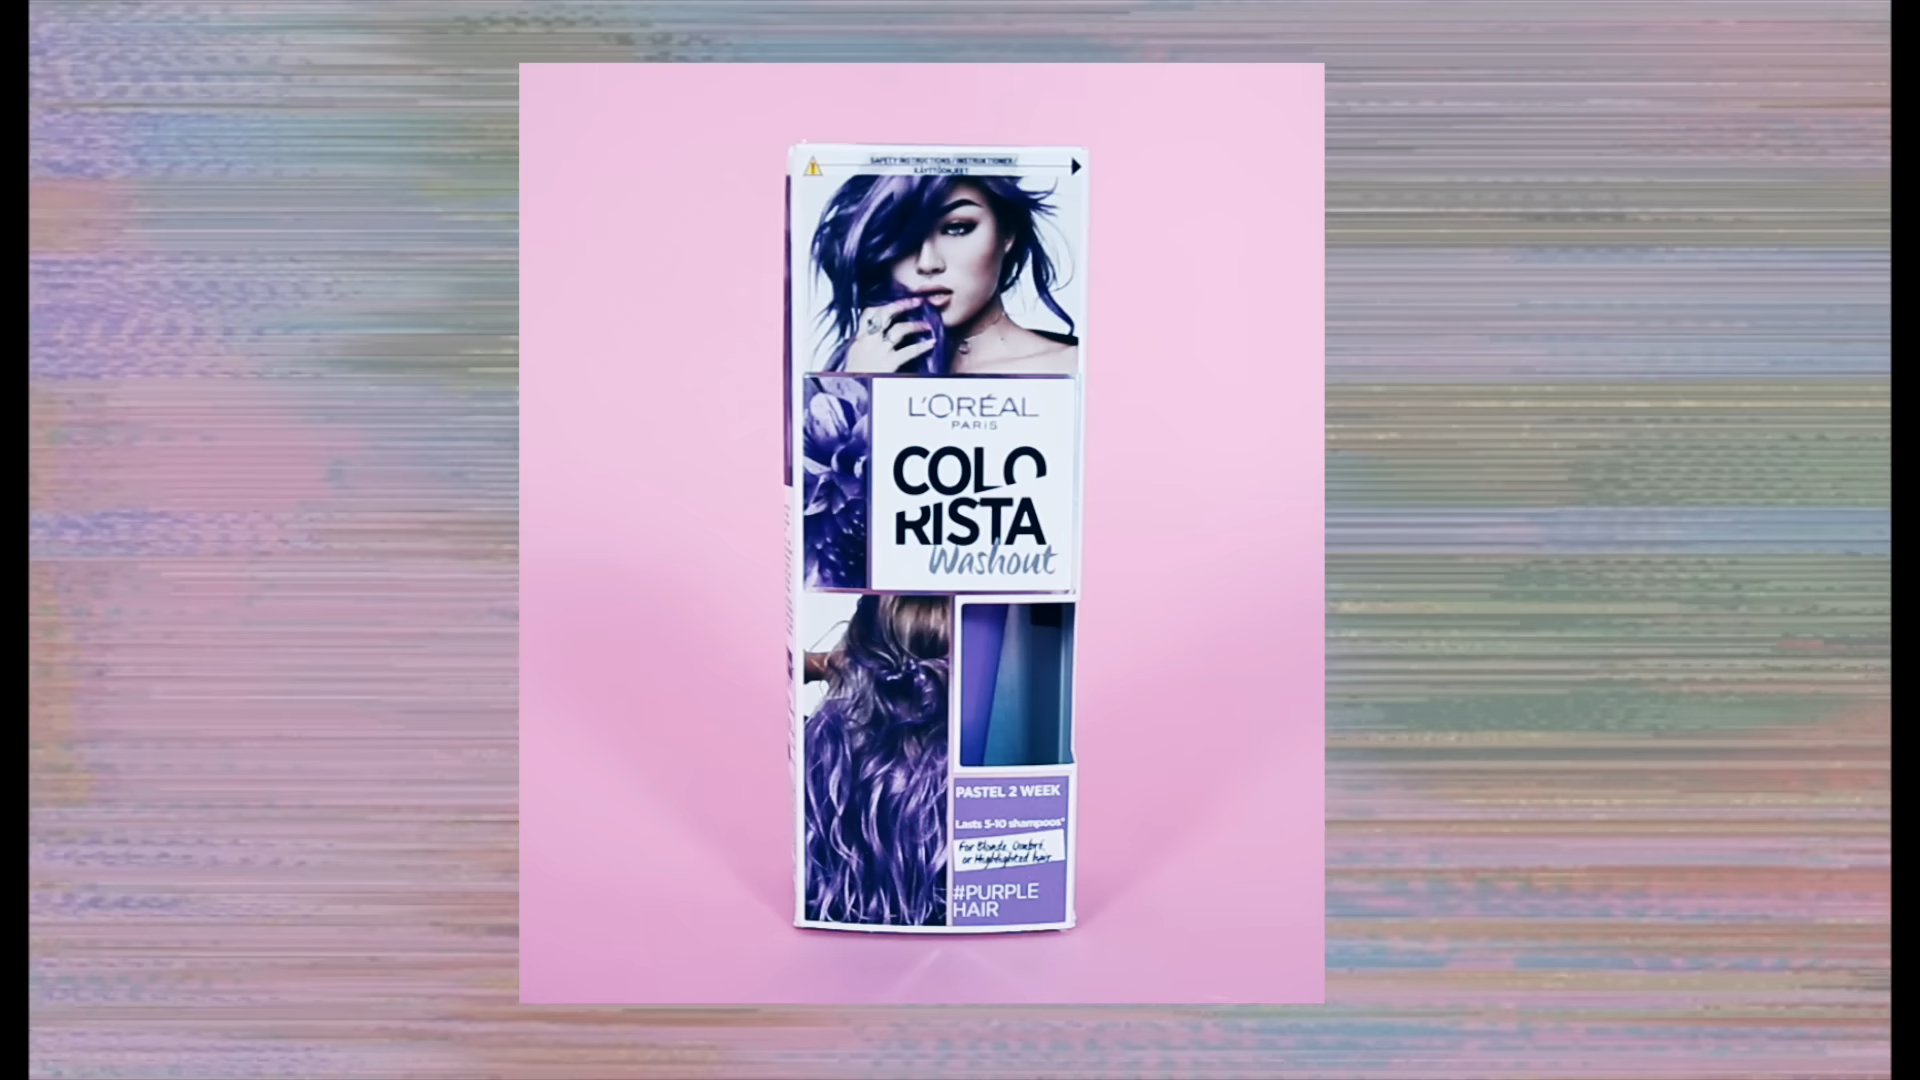 SAFETY INSTRUCTIONS / INSTRUKTIONER /
KÄYTTÖOHJEET
L'ORÉAL
PARIS
COLO
RISTA
Washout
PASTEL 2 WEEK
Lasts 5-10 shampoos*
For Blonde, Ombré,
or Highlighted hair
#PURPLE
HAIR